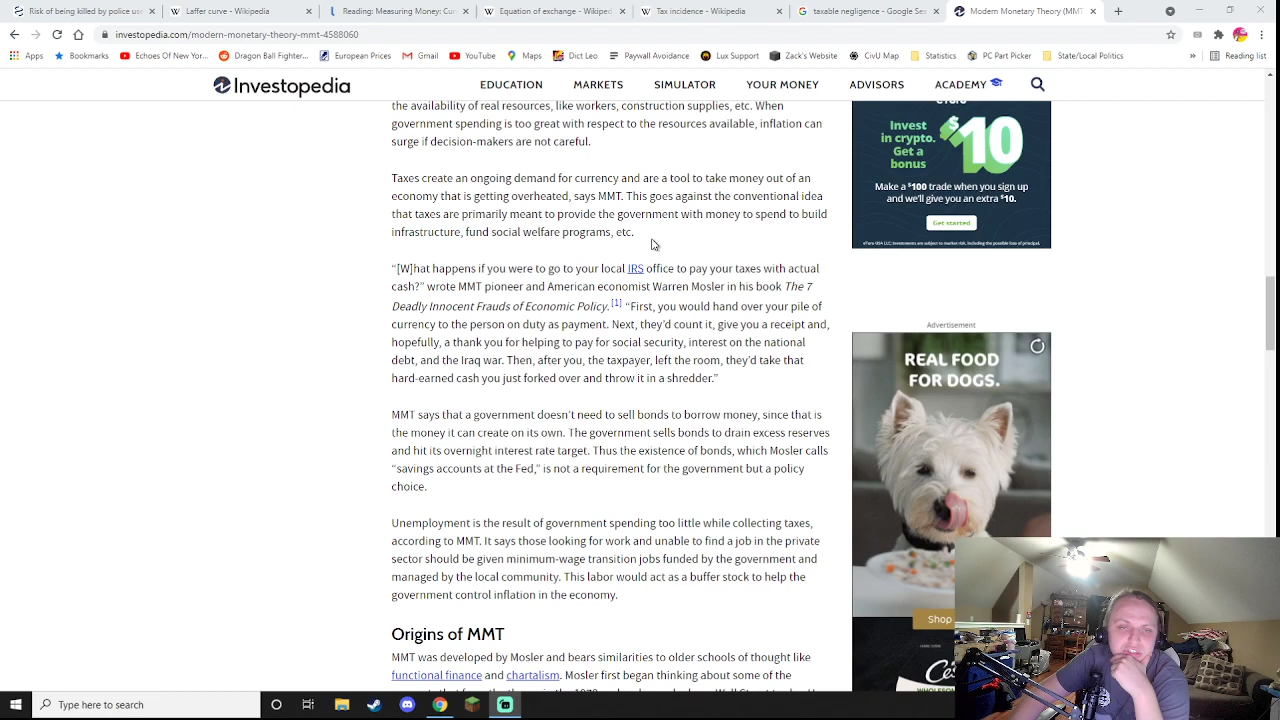 Risk of being killed by police use
Laffer curve - Wikipedia
Reading: Measuring Money: Cur
Equation of exchange - Wikiped
Tax incidence - Wikipedia
taxable negligence - Google Sea
Modern Monetary Theory (MMT
investopedia.com/modern-monetary-theory-mmt-4588060
Apps
Bookmarks
Echoes Of New Yor...
Dragon Ball Fighter...
European Prices
Gmail
YouTube
Maps
Dict Leo
Paywall Avoidance
Lux Support
Zack's Website
CivU Map
Statistics
PC Part Picker
State/Local Politics
»
Reading list
Investopedia
EDUCATION
MARKETS
SIMULATOR
YOUR MONEY
ADVISORS
ACADEMY
the availability of real resources, like workers, construction supplies, etc. When
government spending is too great with respect to the resources available, inflation can
surge if decision-makers are not careful.
Taxes create an ongoing demand for currency and are a tool to take money out of an
economy that is getting overheated, says MMT. This goes against the conventional idea
that taxes are primarily meant to provide the government with money to spend to build
infrastructure, fund social welfare programs, etc.
“[W]hat happens if you were to go to your local IRS office to pay your taxes with actual
cash?” wrote MMT pioneer and American economist Warren Mosler in his book The 7
Deadly Innocent Frauds of Economic Policy. [1] “First, you would hand over your pile of
currency to the person on duty as payment. Next, they’d count it, give you a receipt and,
hopefully, a thank you for helping to pay for social security, interest on the national
debt, and the Iraq war. Then, after you, the taxpayer, left the room, they’d take that
hard-earned cash you just forked over and throw it in a shredder.”
MMT says that a government doesn’t need to sell bonds to borrow money, since that is
the money it can create on its own. The government sells bonds to drain excess reserves
and hit its overnight interest rate target. Thus the existence of bonds, which Mosler calls
“savings accounts at the Fed,” is not a requirement for the government but a policy
choice.
Unemployment is the result of government spending too little while collecting taxes,
according to MMT. It says those looking for work and unable to find a job in the private
sector should be given minimum-wage transition jobs funded by the government and
managed by the local community. This labor would act as a buffer stock to help the
government control inflation in the economy.
Origins of MMT
MMT was developed by Mosler and bears similarities to older schools of thought like
functional finance and chartalism. Mosler first began thinking about some of the
Invest
in crypto.
Get a
bonus
$10
Make a $100 trade when you sign up
and we'll give you an extra $10.
Get started
eToro USA LLC; Investments are subject to market risk, including the possible loss of principal.
Advertisement
REAL FOOD
FOR DOGS.
Shop
Type here to search